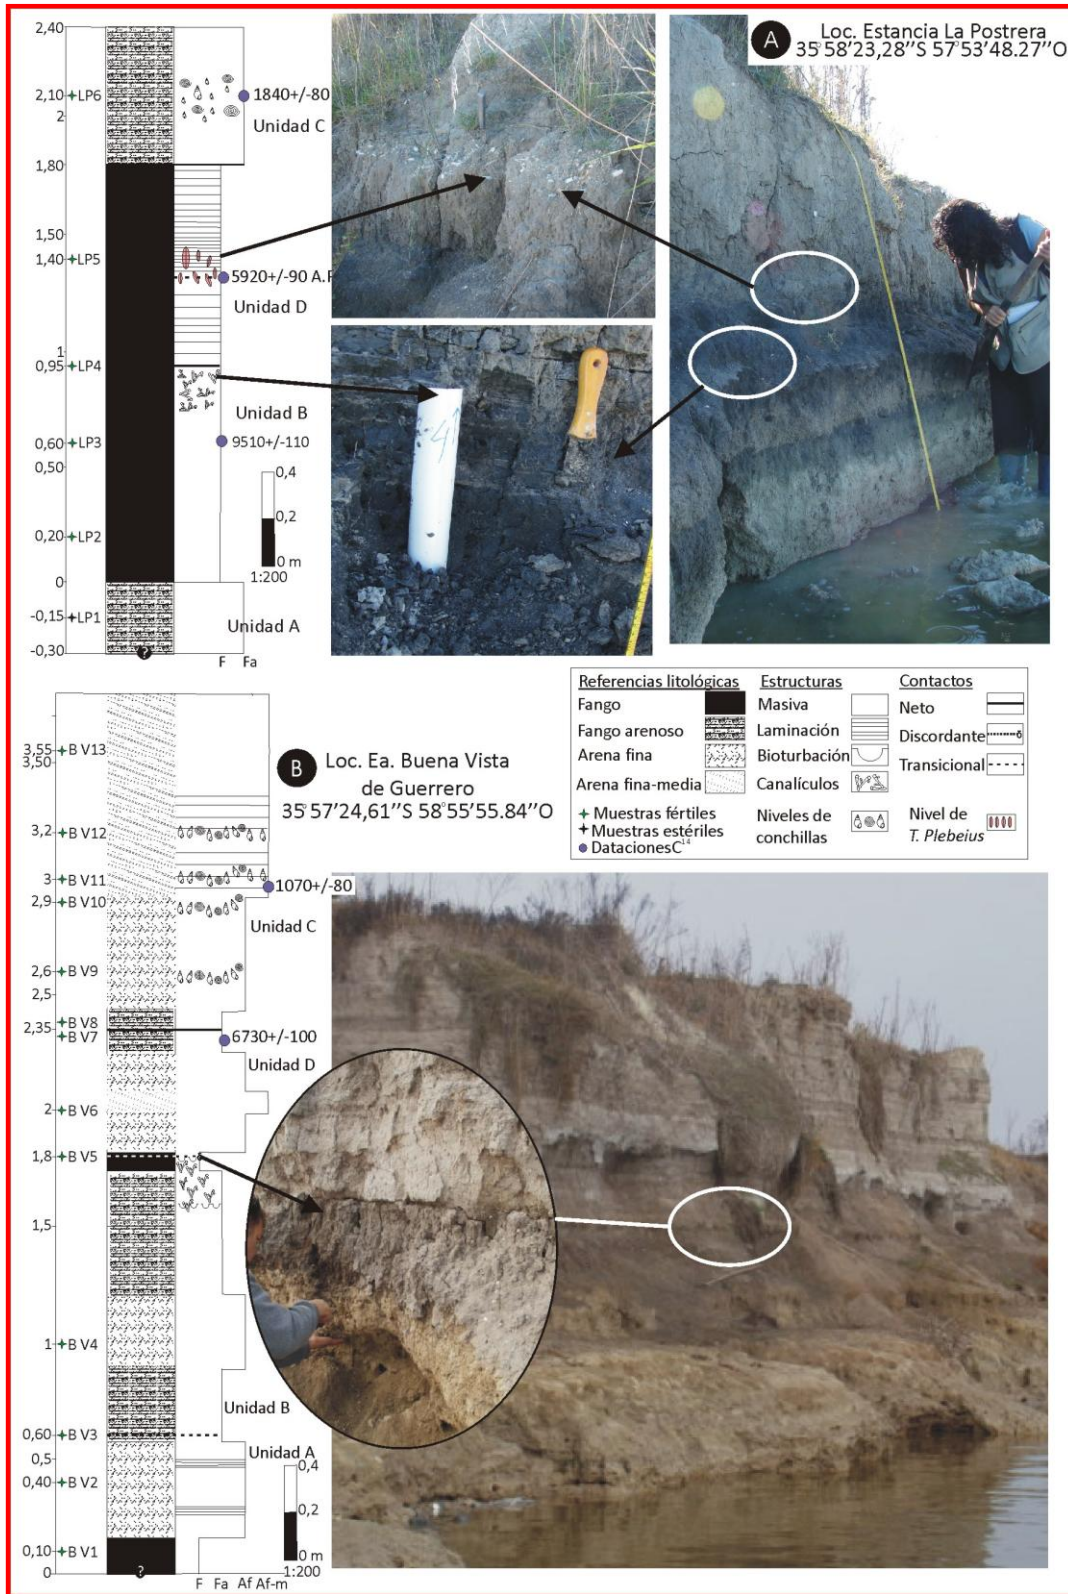 A
Loc. Estancia La Postrera
35°58'23,28''S 57°53'48.27''O
2,40
2,10
LP6
1840+/-80
2
Unidad C
1,80
1,50
1,40
LP5
5920+/-90 A.P
Unidad D
1
0,95
LP4
Unidad B
0,60
LP3
9510+/-110
0,50
0,4
0,2
0 m
1:200
0,20
LP2
0
-0,15
LP1
Unidad A
-0,30
?
F Fa
4
Referencias litológicas
Fango
Fango arenoso
Arena fina
Arena fina-media
Muestras fértiles
Muestras estériles
DatacionesC14
Estructuras
Masiva
Laminación
Bioturbación
Canalículos
Niveles de
conchillas
Contactos
Neto
Discordante
Transicional
Nivel de
T. Plebeius
B
Loc. Ea. Buena Vista
de Guerrero
35°57'24,61''S 58°55'55.84''O
3,55
B V13
3,50
3,2
B V12
3
B V11
1070+/-80
2,9
B V10
Unidad C
2,6
B V9
2,5
B V8
2,35
B V7
6730+/-100
Unidad D
2
B V6
1,8
B V5
1,5
1
B V4
Unidad B
0,60
B V3
Unidad A
0,5
0,40
B V2
0,4
0,2
0 m
1:200
0,10
B V1
0
?
F Fa Af Af-m